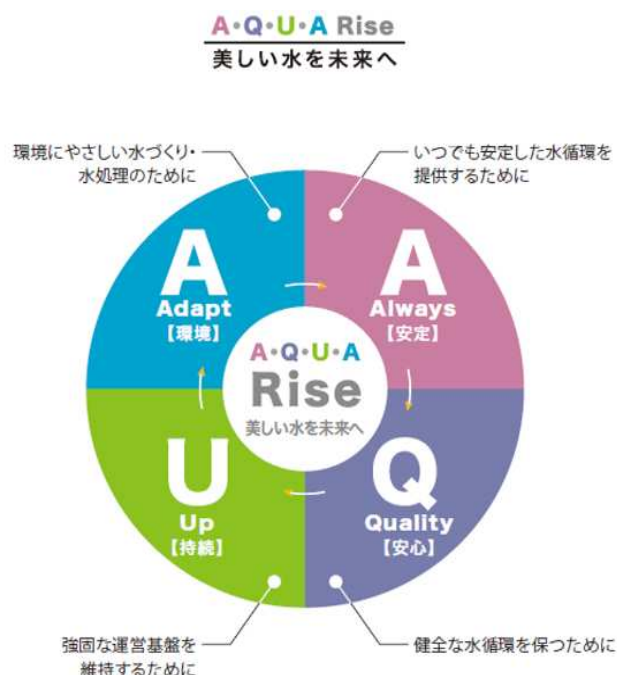 A・Q・U・A Rise
美しい水を未来へ
環境にやさしい水づくり・
水処理のために
いつでも安定した水循環を
提供するために
A
Adapt
【環境】
A
Always
【安定】
A・Q・U・A
Rise
美しい水を未来へ
U
Up
【持続】
Q
Quality
【安心】
強固な運営基盤を
維持するために
健全な水循環を保つために